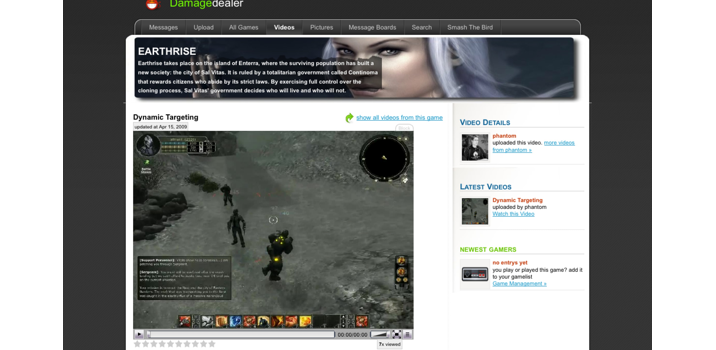 Damagedealer
Messages Upload All Games Videos Pictures Message Boards Search Smash The Bird
EARTHRISE
Earthrise takes place on the island of Enterra, where the surviving population has built a
new society: the city of Sal Vitas. It is ruled by a totalitarian government called Continoma
that rewards citizens who abide by its strict laws. By exercising full control over the
cloning process, Sal Vitas' government decides who will live and who will not.
Dynamic Targeting
show all videos from this game
updated at Apr 15, 2009
00:00/00:00
7x viewed
VIDEO DETAILS
phantom
uploaded this video. more videos
from phantom »
LATEST VIDEOS
Dynamic Targeting
uploaded by phantom
Watch this Video
NEWEST GAMERS
no entrys yet
you play or played this game? add it
to your gamelist
Game Management »